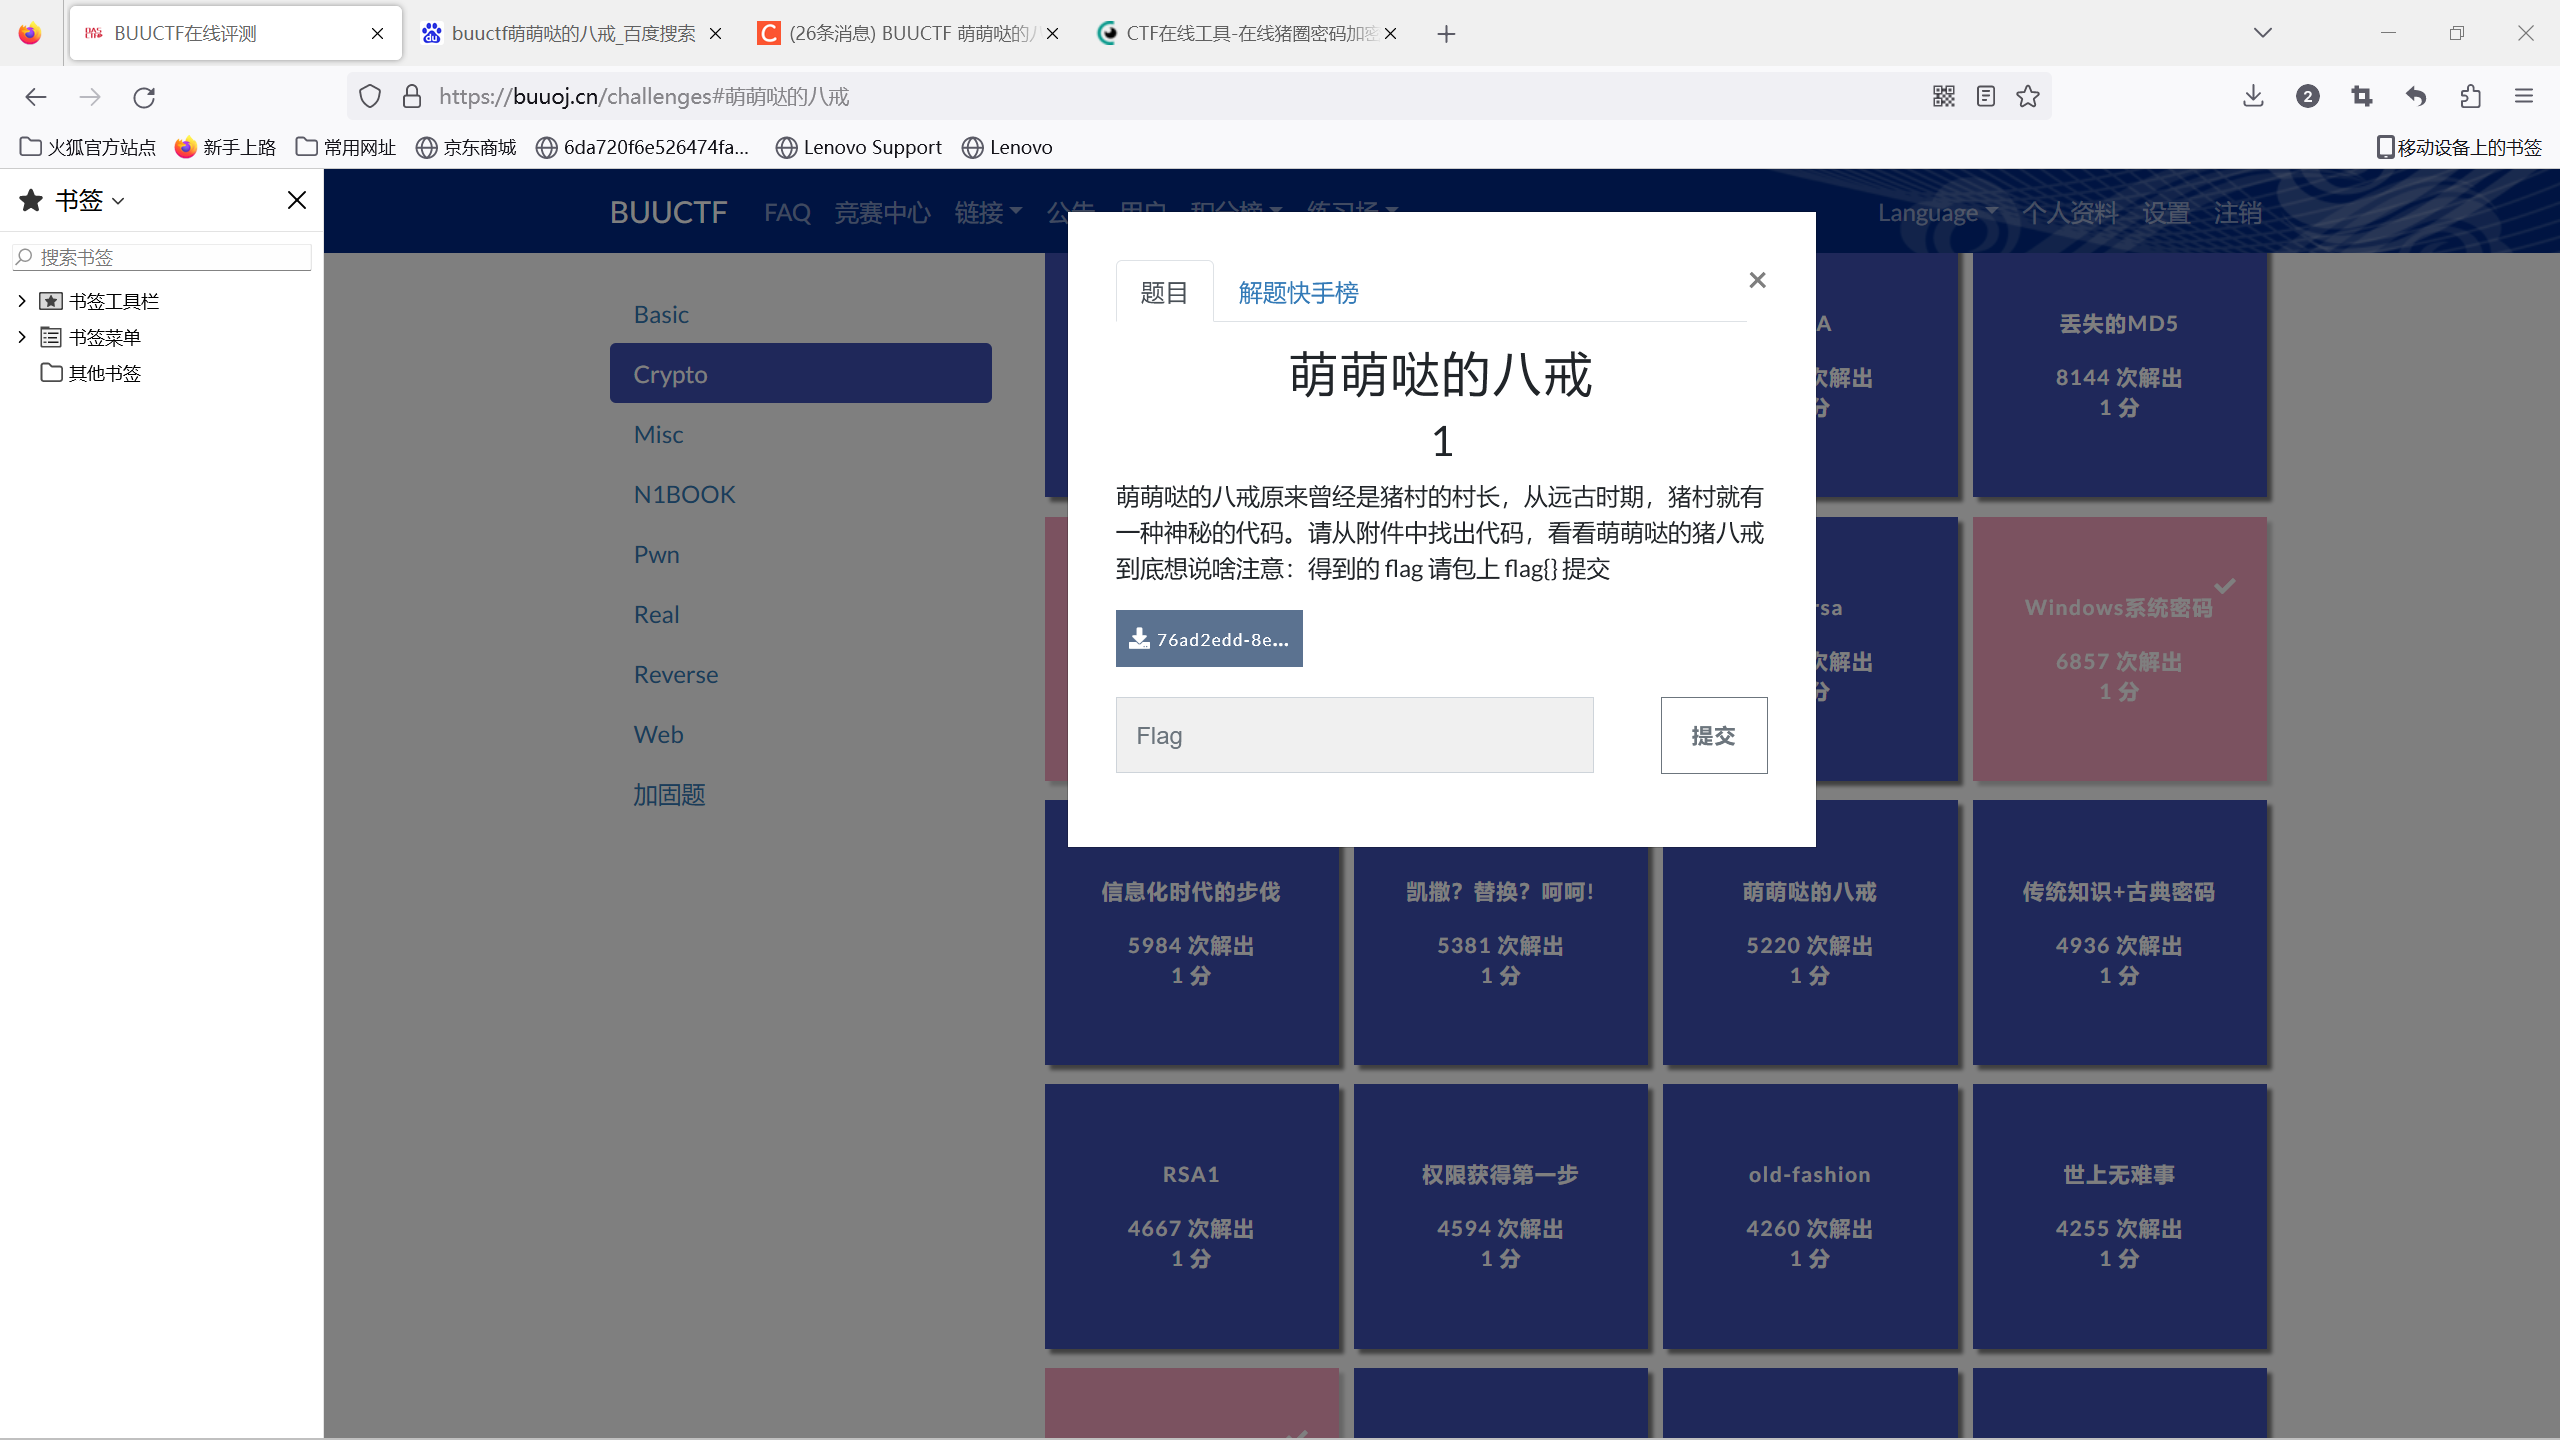 BUUCTF在线评测
buuctf萌萌哒的八戒_百度搜索
(26条消息) BUUCTF 萌萌哒的八
CTF在线工具-在线猪圈密码加密
https://buuoj.cn/challenges#萌萌哒的八戒
2
火狐官方站点
新手上路
常用网址
京东商城
6da720f6e526474fa...
Lenovo Support
Lenovo
移动设备上的书签
书签
搜索书签
书签工具栏
书签菜单
其他书签
BUUCTF
FAQ
竞赛中心
链接
公告
用户
积分榜
练习场
Language
个人资料
设置
注销
Basic
Crypto
Misc
N1BOOK
Pwn
Real
Reverse
Web
加固题
题目
解题快手榜
×
萌萌哒的八戒
1
萌萌哒的八戒原来曾经是猪村的村长，从远古时期，猪村就有
一种神秘的代码。请从附件中找出代码，看看萌萌哒的猪八戒
到底想说啥注意：得到的 flag 请包上 flag{} 提交
76ad2edd-8e...
Flag
提交
A
次解出
分
丢失的MD5
8144 次解出
1 分
rsa
次解出
分
Windows系统密码
6857 次解出
1 分
信息化时代的步伐
5984 次解出
1 分
凯撒？替换？呵呵!
5381 次解出
1 分
萌萌哒的八戒
5220 次解出
1 分
传统知识+古典密码
4936 次解出
1 分
RSA1
4667 次解出
1 分
权限获得第一步
4594 次解出
1 分
old-fashion
4260 次解出
1 分
世上无难事
4255 次解出
1 分